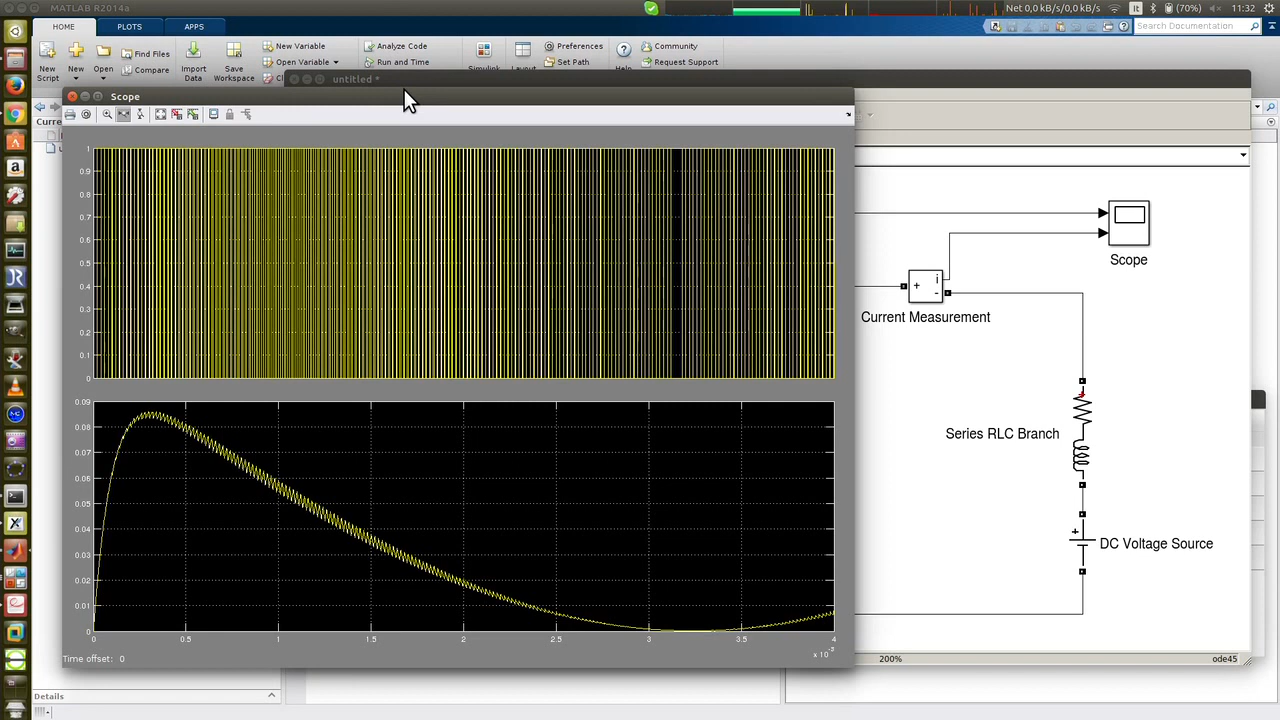 MATLAB R2014a
Net 0,0 kB/s/0,0 kB/s It (70%) 11:32
HOME PLOTS APPS
Search Documentation
New Script
New
Open
Find Files
Compare
Import Data
Save Workspace
New Variable
Open Variable
Analyze Code
Run and Time
Simulink
Layout
Preferences
Set Path
Help
Community
Request Support
untitled *
Scope
1
0.9
0.8
0.7
0.6
0.5
0.4
0.3
0.2
0.1
0
0.09
0.08
0.07
0.06
0.05
0.04
0.03
0.02
0.01
0
0 0.5 1 1.5 2 2.5 3 3.5 4
x 10⁻³
Time offset: 0
Scope
+ i -
Current Measurement
Series RLC Branch
+
DC Voltage Source
200%
ode45
Details